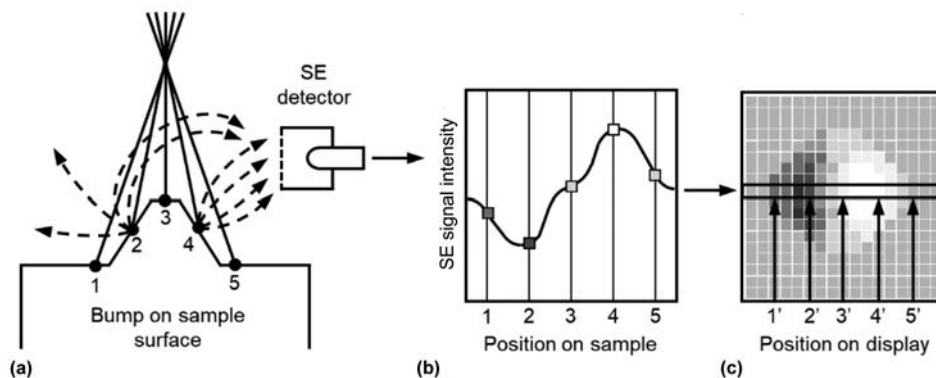 SE
detector
1
2
3
4
5
Bump on sample
surface
(a)
SE signal intensity
1 2 3 4 5
Position on sample
(b)
1' 2' 3' 4' 5'
Position on display
(c)